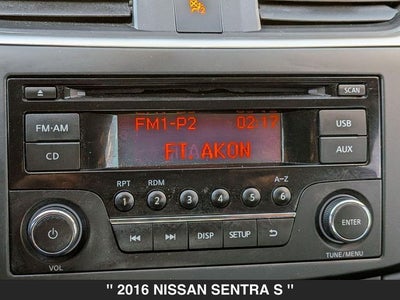 SCAN
FM1-P2 02:17
FT. AKON
FM•AM
CD
USB
AUX
RPT RDM A–Z
1 2 3 4 5 6
DISP SETUP
VOL
ENTER
TUNE/MENU
" 2016 NISSAN SENTRA S "